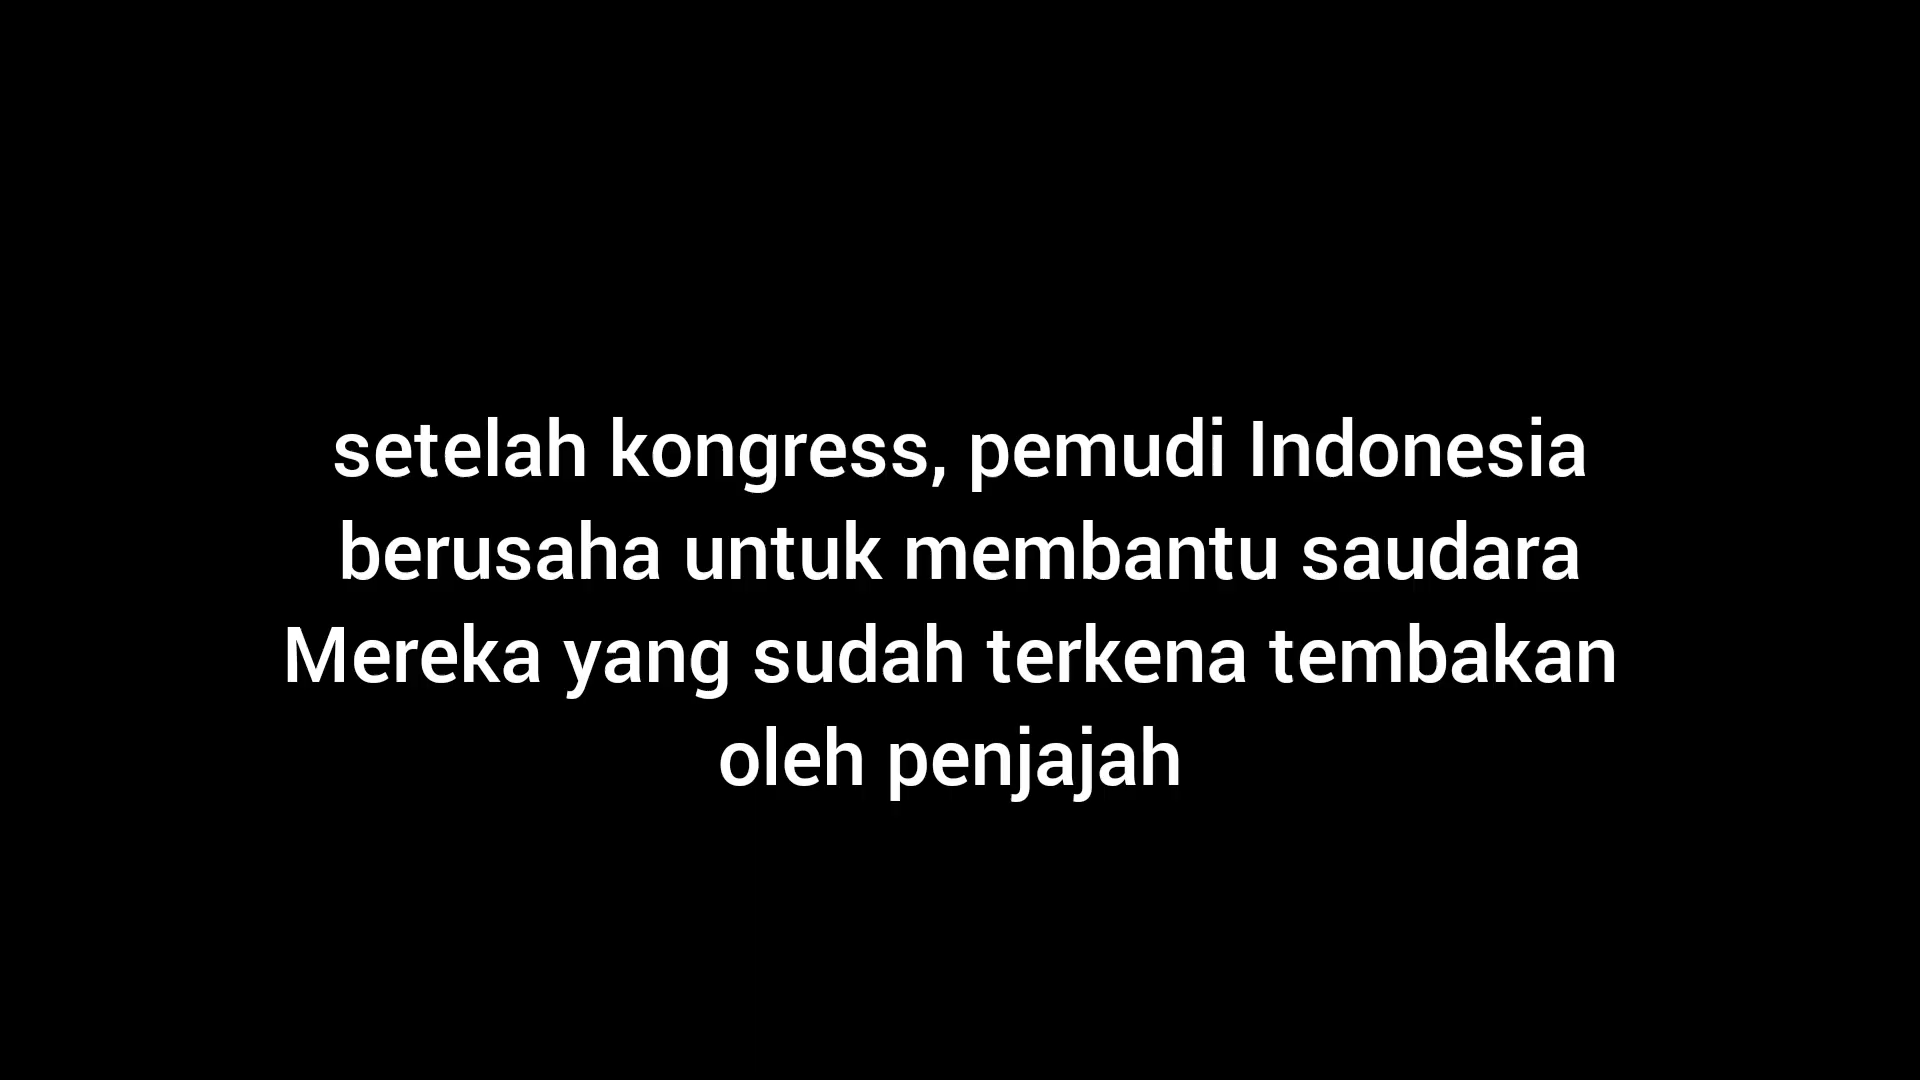 setelah kongress, pemudi Indonesia
berusaha untuk membantu saudara
Mereka yang sudah terkena tembakan
oleh penjajah